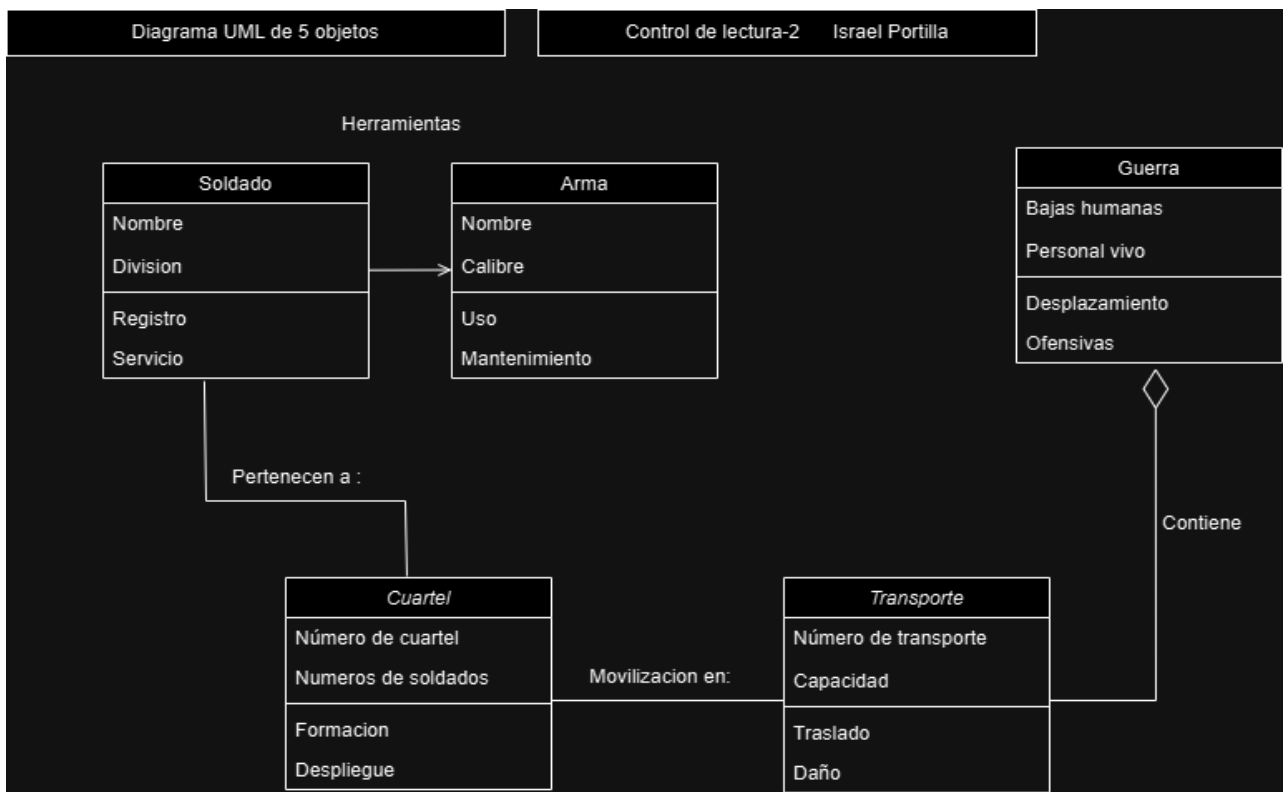 Diagrama UML de 5 objetos
Control de lectura-2 Israel Portilla
Herramientas
Soldado
Nombre
Division
Registro
Servicio
Arma
Nombre
Calibre
Uso
Mantenimiento
Guerra
Bajas humanas
Personal vivo
Desplazamiento
Ofensivas
Pertenecen a :
Contiene
Cuartel
Número de cuartel
Numeros de soldados
Formacion
Despliegue
Movilizacion en:
Transporte
Número de transporte
Capacidad
Traslado
Daño